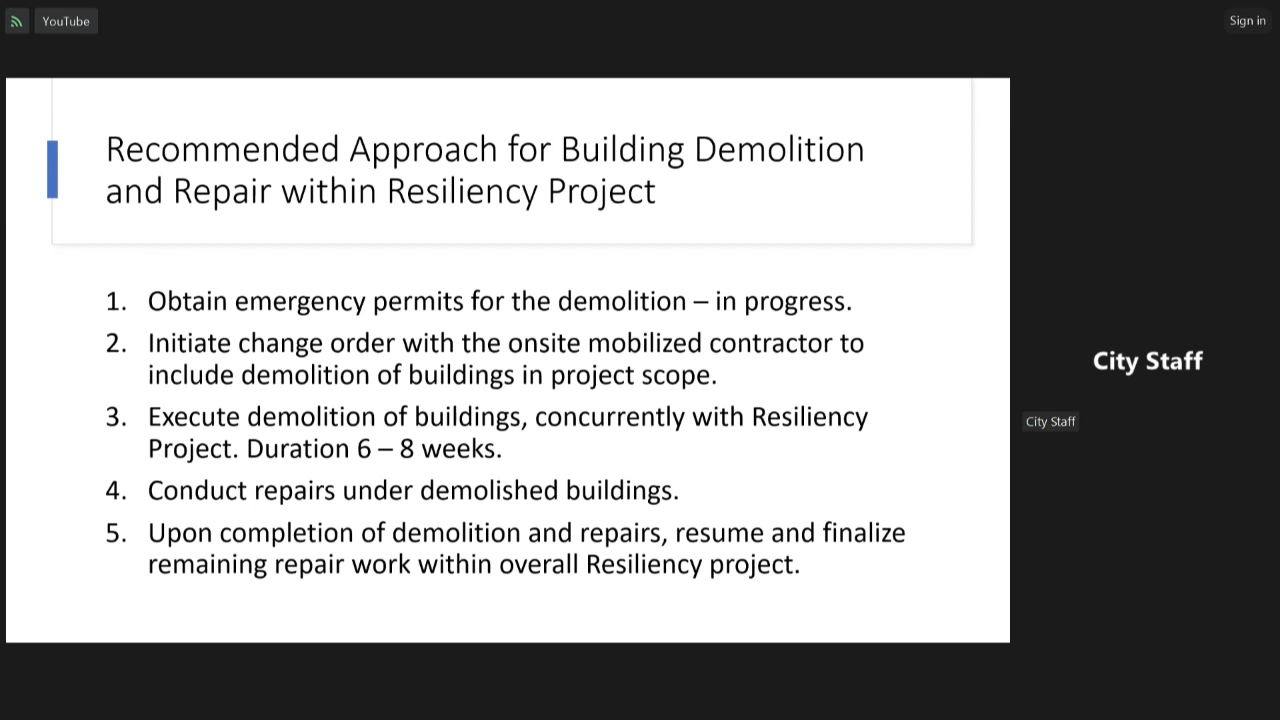 YouTube
Sign in
Recommended Approach for Building Demolition
and Repair within Resiliency Project
1. Obtain emergency permits for the demolition – in progress.
2. Initiate change order with the onsite mobilized contractor to
include demolition of buildings in project scope.
3. Execute demolition of buildings, concurrently with Resiliency
Project. Duration 6 – 8 weeks.
4. Conduct repairs under demolished buildings.
5. Upon completion of demolition and repairs, resume and finalize
remaining repair work within overall Resiliency project.
City Staff
City Staff